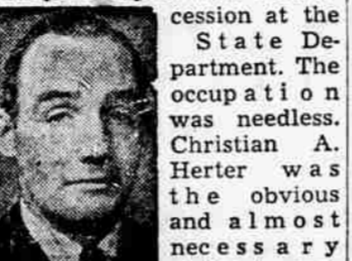 cession at the
State De-
partment. The
occupation
was needless.
Christian A.
Herter was
the obvious
and almost
necessary